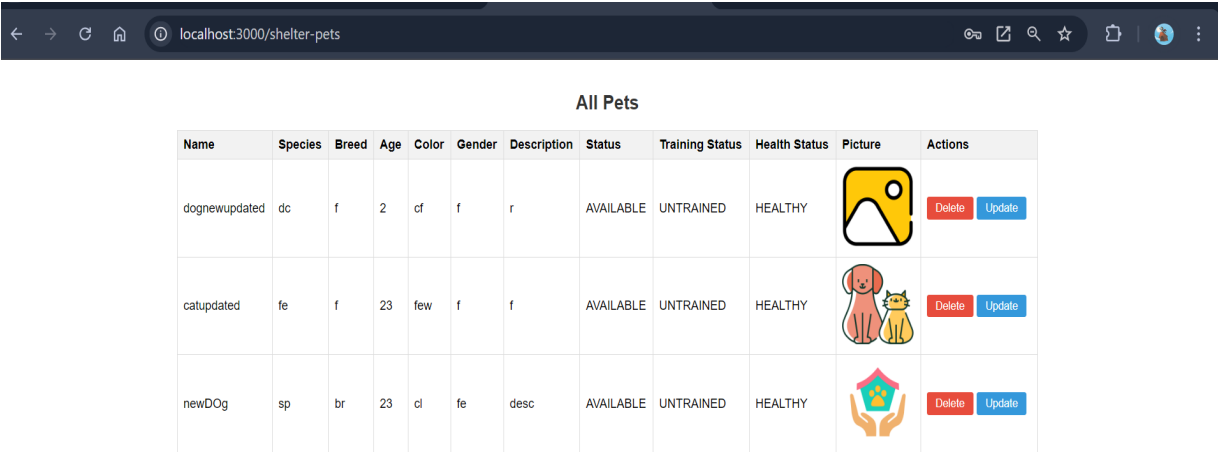 localhost:3000/shelter-pets
All Pets
Name Species Breed Age Color Gender Description Status Training Status Health Status Picture Actions
dognewupdated dc f 2 cf f r AVAILABLE UNTRAINED HEALTHY Delete Update
catupdated fe f 23 few f f AVAILABLE UNTRAINED HEALTHY Delete Update
newDOg sp br 23 cl fe desc AVAILABLE UNTRAINED HEALTHY Delete Update